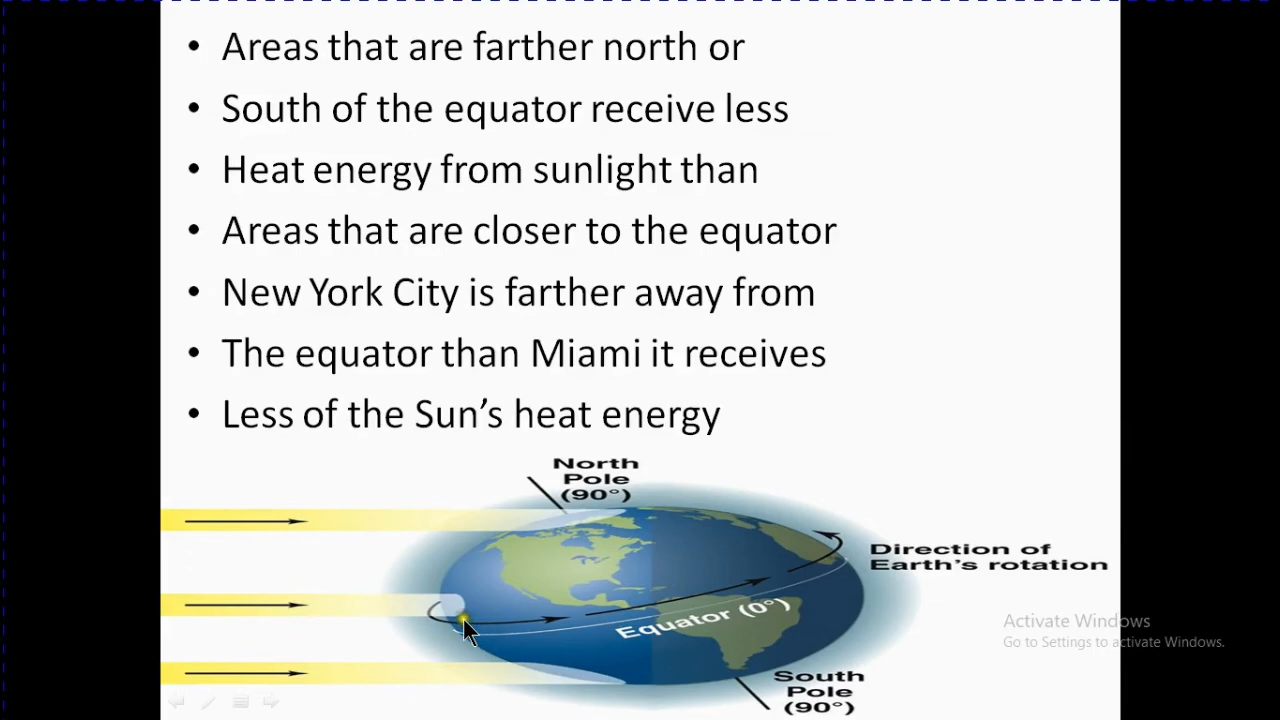 • Areas that are farther north or
• South of the equator receive less
• Heat energy from sunlight than
• Areas that are closer to the equator
• New York City is farther away from
• The equator than Miami it receives
• Less of the Sun’s heat energy
North
Pole
(90°)
Direction of
Earth's rotation
Equator (0°)
South
Pole
(90°)
Activate Windows
Go to Settings to activate Windows.